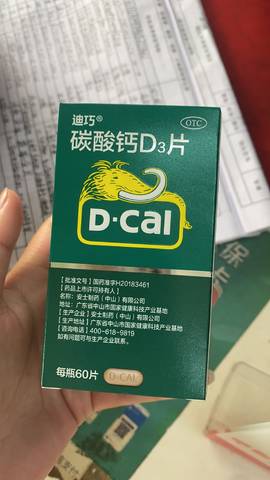 迪巧®
OTC
碳酸钙D₃片
D·Cal
【批准文号】国药准字H20183461
【药品上市许可持有人】
名称：安士制药（中山）有限公司
地址：广东省中山市国家健康科技产业基地
【生产企业】安士制药（中山）有限公司
【生产地址】广东省中山市国家健康科技产业基地
【咨询电话】400-618-9819
如有问题可与生产企业联系。
每瓶60片
D-CAL